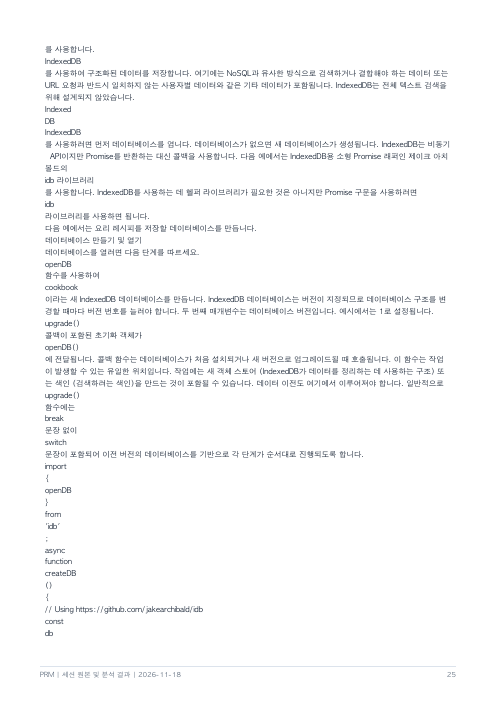 를 사용합니다.
IndexedDB
를 사용하여 구조화된 데이터를 저장합니다. 여기에는 NoSQL과 유사한 방식으로 검색하거나 결합해야 하는 데이터 또는
URL 요청과 반드시 일치하지 않는 사용자별 데이터와 같은 기타 데이터가 포함됩니다. IndexedDB는 전체 텍스트 검색을
위해 설계되지 않았습니다.
Indexed
DB
IndexedDB
를 사용하려면 먼저 데이터베이스를 엽니다. 데이터베이스가 없으면 새 데이터베이스가 생성됩니다. IndexedDB는 비동기
API이지만 Promise를 반환하는 대신 콜백을 사용합니다. 다음 예에서는 IndexedDB용 소형 Promise 래퍼인 제이크 아치
볼드의
idb 라이브러리
를 사용합니다. IndexedDB를 사용하는 데 헬퍼 라이브러리가 필요한 것은 아니지만 Promise 구문을 사용하려면
idb
라이브러리를 사용하면 됩니다.
다음 예에서는 요리 레시피를 저장할 데이터베이스를 만듭니다.
데이터베이스 만들기 및 열기
데이터베이스를 열려면 다음 단계를 따르세요.
openDB
함수를 사용하여
cookbook
이라는 새 IndexedDB 데이터베이스를 만듭니다. IndexedDB 데이터베이스는 버전이 지정되므로 데이터베이스 구조를 변
경할 때마다 버전 번호를 늘려야 합니다. 두 번째 매개변수는 데이터베이스 버전입니다. 예시에서는 1로 설정됩니다.
upgrade()
콜백이 포함된 초기화 객체가
openDB()
에 전달됩니다. 콜백 함수는 데이터베이스가 처음 설치되거나 새 버전으로 업그레이드될 때 호출됩니다. 이 함수는 작업
이 발생할 수 있는 유일한 위치입니다. 작업에는 새 객체 스토어 (IndexedDB가 데이터를 정리하는 데 사용하는 구조) 또
는 색인 (검색하려는 색인)을 만드는 것이 포함될 수 있습니다. 데이터 이전도 여기에서 이루어져야 합니다. 일반적으로
upgrade()
함수에는
break
문장 없이
switch
문장이 포함되어 이전 버전의 데이터베이스를 기반으로 각 단계가 순서대로 진행되도록 합니다.
import
{
openDB
}
from
'idb'
;
async
function
createDB
()
{
// Using https://github.com/jakearchibald/idb
const
db
PRM | 세션 원본 및 분석 결과 | 2026-11-18
25